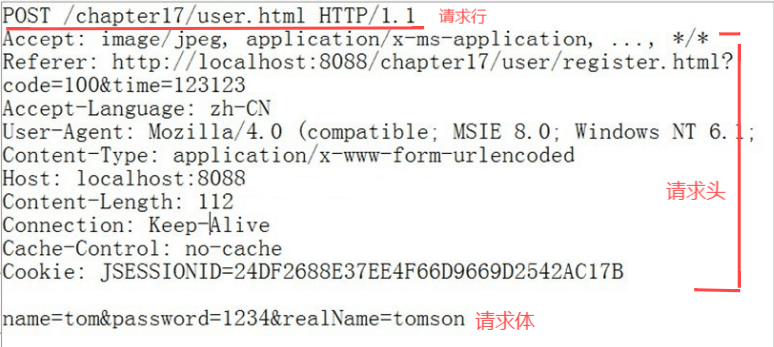 POST /chapter17/user.html HTTP/1.1 请求行
Accept: image/jpeg, application/x-ms-application, ..., */*
Referer: http://localhost:8088/chapter17/user/register.html?
code=100&time=123123
Accept-Language: zh-CN
User-Agent: Mozilla/4.0 (compatible; MSIE 8.0; Windows NT 6.1;
Content-Type: application/x-www-form-urlencoded
Host: localhost:8088
请求头
Content-Length: 112
Connection: Keep-Alive
Cache-Control: no-cache
Cookie: JSESSIONID=24DF2688E37EE4F66D9669D2542AC17B
name=tom&password=1234&realName=tomson 请求体